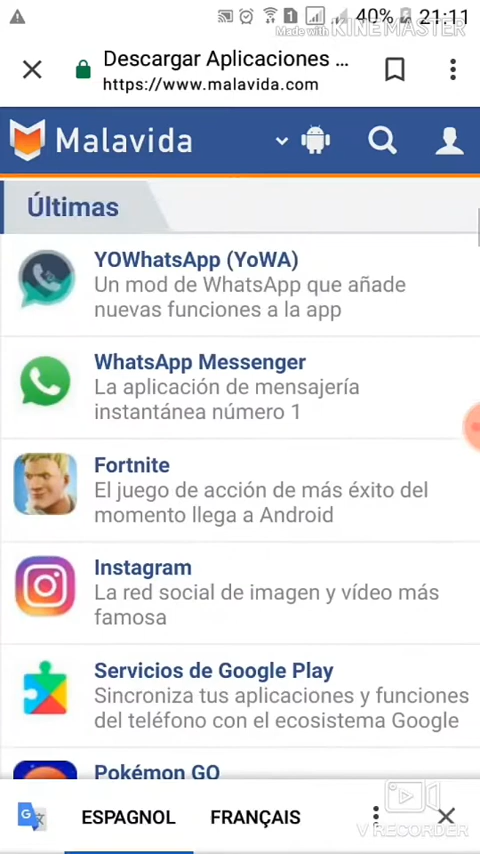 40% 21:11
Made with KINEMASTER
Descargar Aplicaciones ...
https://www.malavida.com
Malavida
Últimas
YOWhatsApp (YoWA)
Un mod de WhatsApp que añade
nuevas funciones a la app
WhatsApp Messenger
La aplicación de mensajería
instantánea número 1
Fortnite
El juego de acción de más éxito del
momento llega a Android
Instagram
La red social de imagen y vídeo más
famosa
Servicios de Google Play
Sincroniza tus aplicaciones y funciones
del teléfono con el ecosistema Google
Pokémon GO
ESPAGNOL FRANÇAIS
V RECORDER